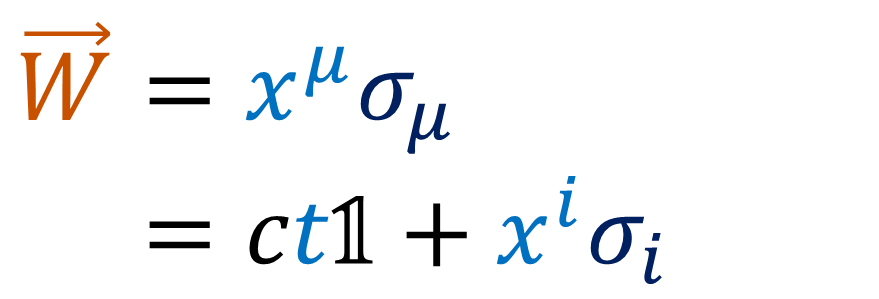 W⃗ = x^μ σ_μ
= ct𝟙 + x^i σ_i